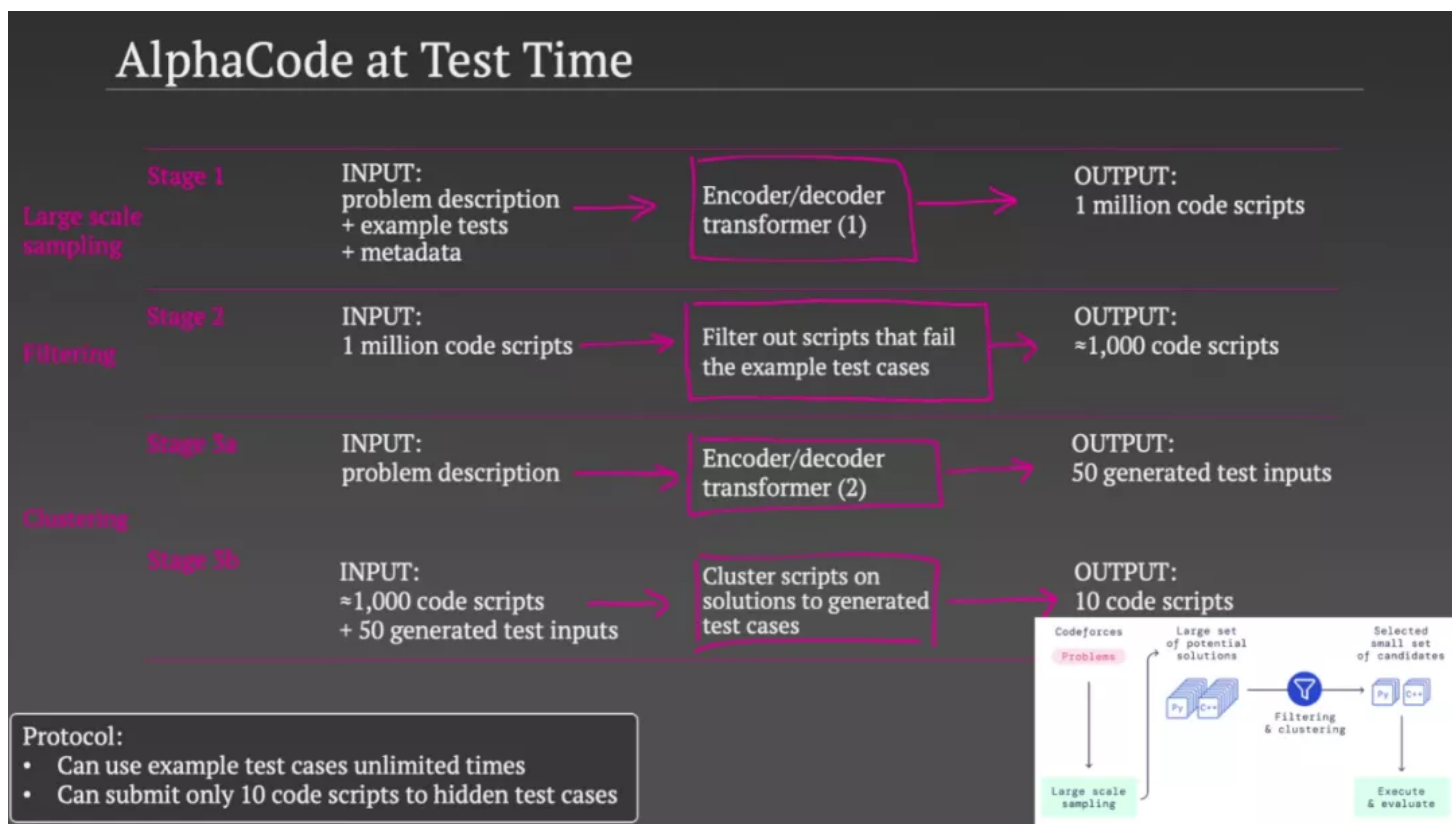 AlphaCode at Test Time
Stage 1
Large scale
sampling
INPUT:
problem description
+ example tests
+ metadata
Encoder/decoder
transformer (1)
OUTPUT:
1 million code scripts
Stage 2
Filtering
INPUT:
1 million code scripts
Filter out scripts that fail
the example test cases
OUTPUT:
≈1,000 code scripts
Stage 3a
INPUT:
problem description
Encoder/decoder
transformer (2)
OUTPUT:
50 generated test inputs
Clustering
Stage 3b
INPUT:
≈1,000 code scripts
+ 50 generated test inputs
Cluster scripts on
solutions to generated
test cases
OUTPUT:
10 code scripts
Protocol:
• Can use example test cases unlimited times
• Can submit only 10 code scripts to hidden test cases
Codeforces
Problems
Large scale
sampling
Large set
of potential
solutions
Py C++
Filtering
& clustering
Selected
small set
of candidates
Py C++
Execute
& evaluate